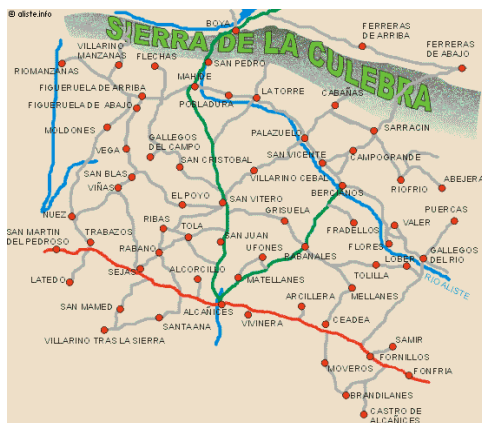 @ aliste.info
BOYA
FERRERAS
DE ARRIBA
SIERRA DE LA CULEBRA
VILLARINO
MANZANAS
FLECHAS
FERRERAS
DE ABAJO
RIOMANZANAS
SAN PEDRO
MAHIDE
FIGUERUELA DE ARRIBA
FIGUERUELA DE ABAJO
POBLADURA
LA TORRE
CABAÑAS
MOLDONES
GALLEGOS
DEL CAMPO
PALAZUELO
SARRACIN
VEGA
SAN CRISTOBAL
SAN VICENTE
CAMPOGRANDE
SAN BLAS
VIÑAS
VILLARINO CEBAL
BERCIANOS
RIOFRIO
ABEJERA
EL POYO
SAN VITERO
GRISUELA
PUERCAS
NUEZ
RIBAS
TOLA
FRADELLOS
VALER
SAN MARTIN
DEL PEDROSO
TRABAZOS
RABANO
SAN JUAN
UFONES
RABANALES
FLORES
LOBER
GALLEGOS
DEL RIO
SEJAS
ALCORCILLO
TOLILLA
LATEDO
MATELLANES
MELLANES
RIO ALISTE
SAN MAMED
ALCAÑICES
ARCILLERA
SANTAANA
VIVINERA
CEADEA
VILLARINO TRAS LA SIERRA
SAMIR
FORNILLOS
MOVEROS
FONFRIA
BRANDILANES
CASTRO DE
ALCAÑICES